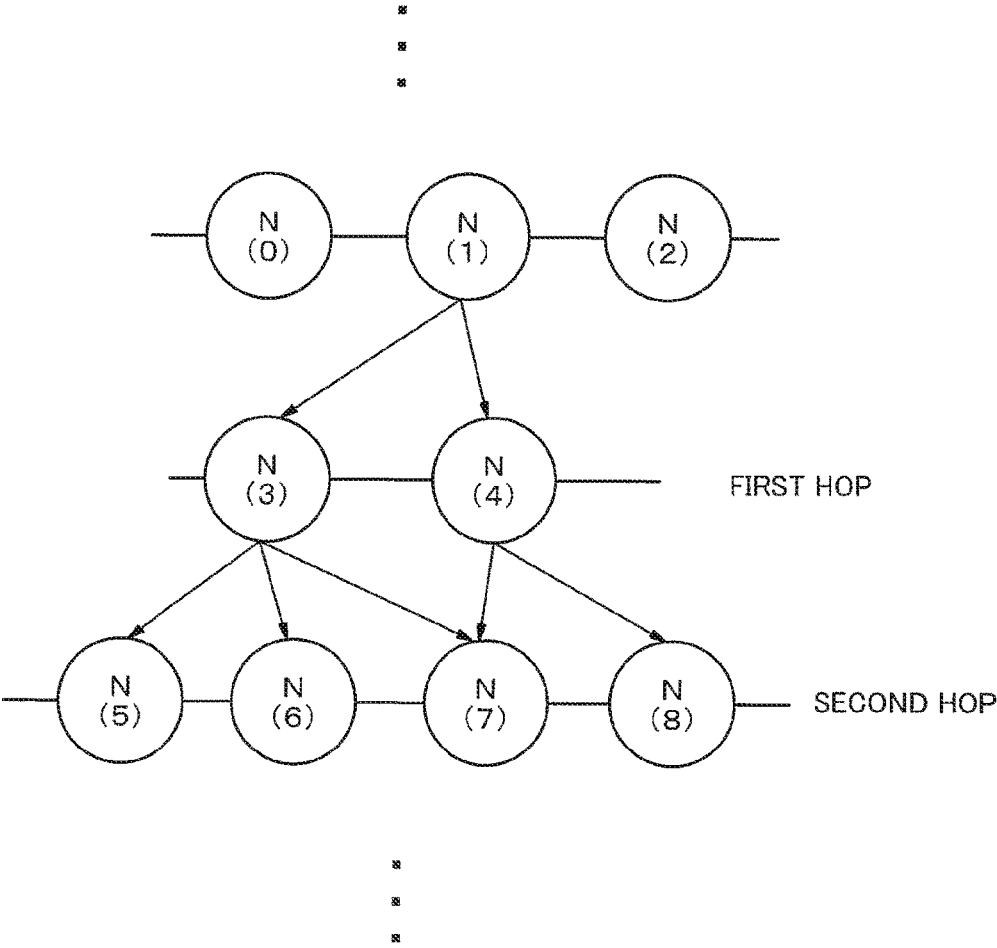 N
(0)
N
(1)
N
(2)
N
(3)
N
(4)
FIRST HOP
N
(5)
N
(6)
N
(7)
N
(8)
SECOND HOP